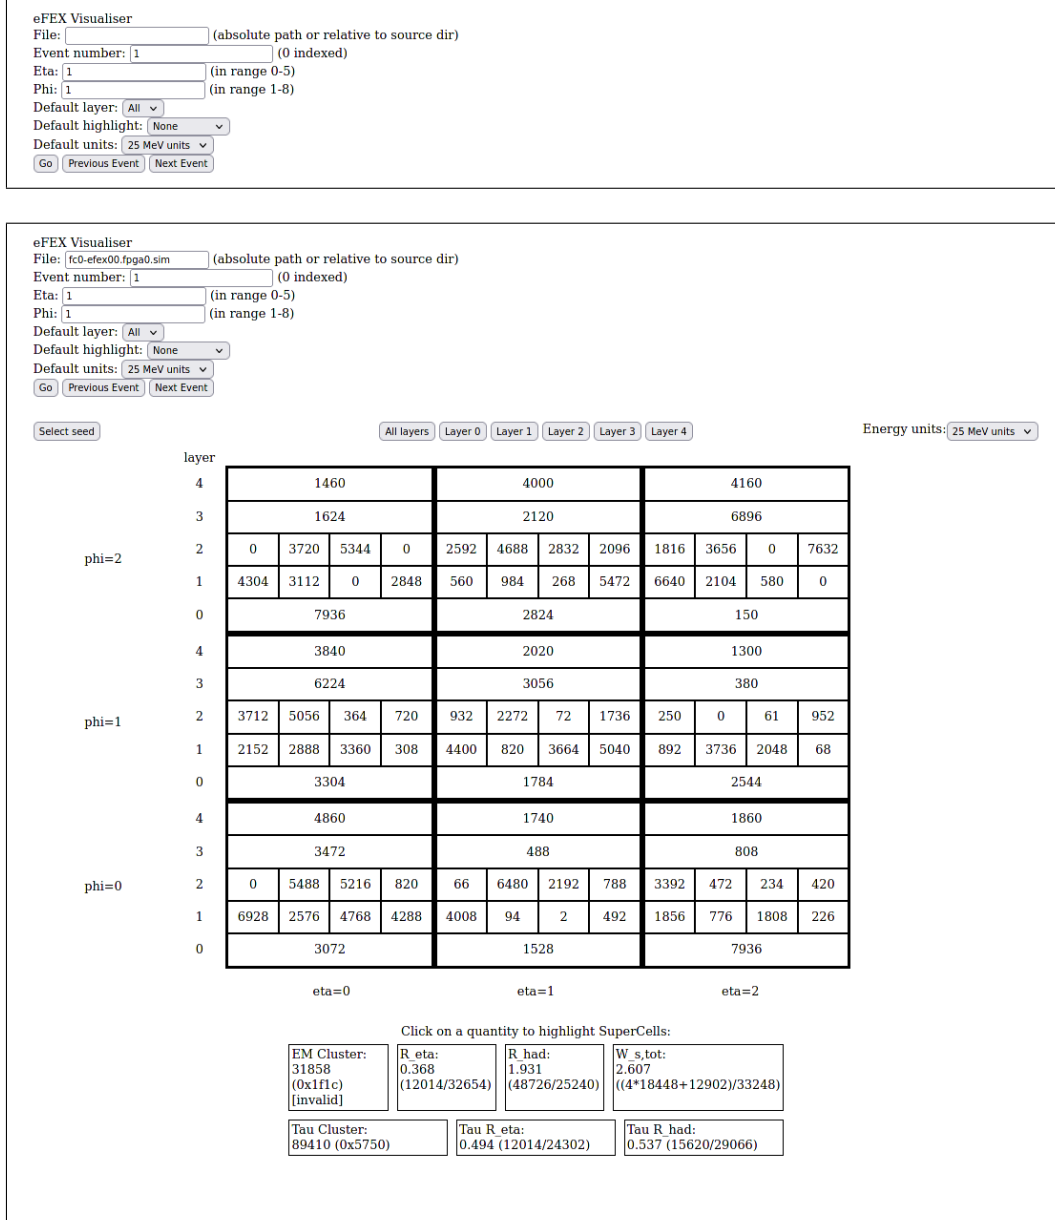 eFEX Visualiser
File: (absolute path or relative to source dir)
Event number: 1 (0 indexed)
Eta: 1 (in range 0-5)
Phi: 1 (in range 1-8)
Default layer: All
Default highlight: None
Default units: 25 MeV units
Go Previous Event Next Event
eFEX Visualiser
File: fc0-efex00.fpga0.sim (absolute path or relative to source dir)
Event number: 1 (0 indexed)
Eta: 1 (in range 0-5)
Phi: 1 (in range 1-8)
Default layer: All
Default highlight: None
Default units: 25 MeV units
Go Previous Event Next Event
Select seed All layers Layer 0 Layer 1 Layer 2 Layer 3 Layer 4 Energy units: 25 MeV units
layer
4 1460 4000 4160
3 1624 2120 6896
phi=2 2 0 3720 5344 0 2592 4688 2832 2096 1816 3656 0 7632
1 4304 3112 0 2848 560 984 268 5472 6640 2104 580 0
0 7936 2824 150
4 3840 2020 1300
3 6224 3056 380
phi=1 2 3712 5056 364 720 932 2272 72 1736 250 0 61 952
1 2152 2888 3360 308 4400 820 3664 5040 892 3736 2048 68
0 3304 1784 2544
4 4860 1740 1860
3 3472 488 808
phi=0 2 0 5488 5216 820 66 6480 2192 788 3392 472 234 420
1 6928 2576 4768 4288 4008 94 2 492 1856 776 1808 226
0 3072 1528 7936
eta=0 eta=1 eta=2
Click on a quantity to highlight SuperCells:
EM Cluster:
31858
(0x1f1c)
[invalid]
R_eta:
0.368
(12014/32654)
R_had:
1.931
(48726/25240)
W_s,tot:
2.607
((4*18448+12902)/33248)
Tau Cluster:
89410 (0x5750)
Tau R_eta:
0.494 (12014/24302)
Tau R_had:
0.537 (15620/29066)